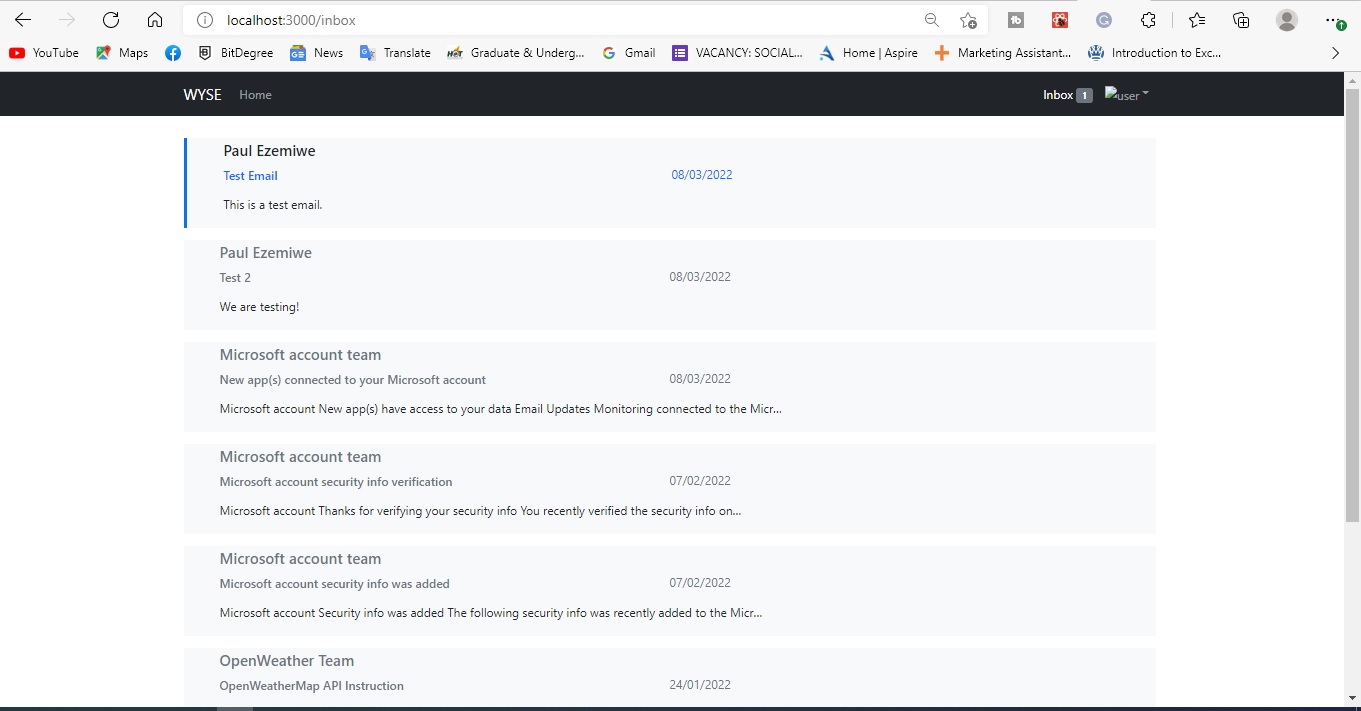 localhost:3000/inbox
YouTube
Maps
BitDegree
News
Translate
Graduate & Underg...
Gmail
VACANCY: SOCIAL...
Home | Aspire
Marketing Assistant...
Introduction to Exc...
WYSE Home Inbox 1 user
Paul Ezemiwe
Test Email 08/03/2022
This is a test email.
Paul Ezemiwe
Test 2 08/03/2022
We are testing!
Microsoft account team
New app(s) connected to your Microsoft account 08/03/2022
Microsoft account New app(s) have access to your data Email Updates Monitoring connected to the Micr...
Microsoft account team
Microsoft account security info verification 07/02/2022
Microsoft account Thanks for verifying your security info You recently verified the security info on...
Microsoft account team
Microsoft account security info was added 07/02/2022
Microsoft account Security info was added The following security info was recently added to the Micr...
OpenWeather Team
OpenWeatherMap API Instruction 24/01/2022